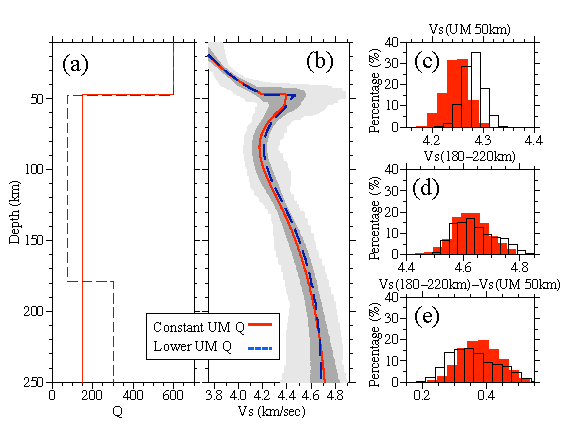 Vs(UM 50km)
(a)
(b)
(c)
(d)
(e)
0
50
100
150
200
250
Depth (km)
0 200 400 600
Q
3.8 4.0 4.2 4.4 4.6 4.8
Vs (km/sec)
Constant UM Q
Lower UM Q
40
30
20
10
0
Percentage (%)
4.2 4.3 4.4
Vs(180−220km)
40
30
20
10
0
Percentage (%)
4.4 4.6 4.8
Vs(180−220km)−Vs(UM 50km)
40
30
20
10
0
Percentage (%)
0.2 0.4